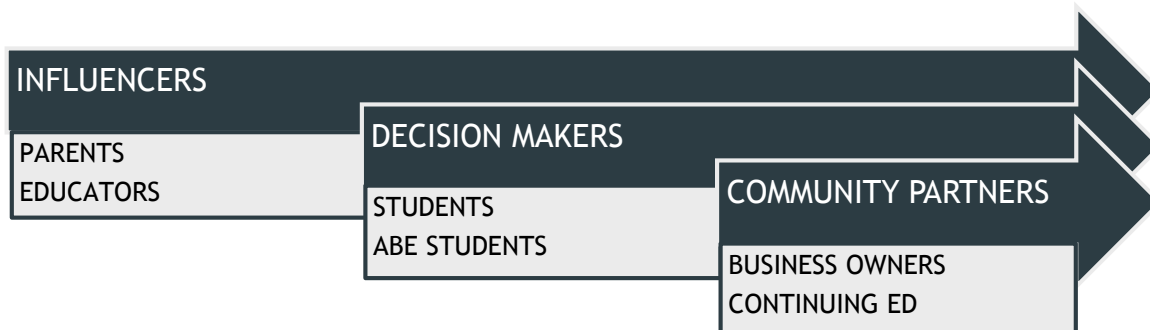 INFLUENCERS
PARENTS
EDUCATORS
DECISION MAKERS
STUDENTS
ABE STUDENTS
COMMUNITY PARTNERS
BUSINESS OWNERS
CONTINUING ED